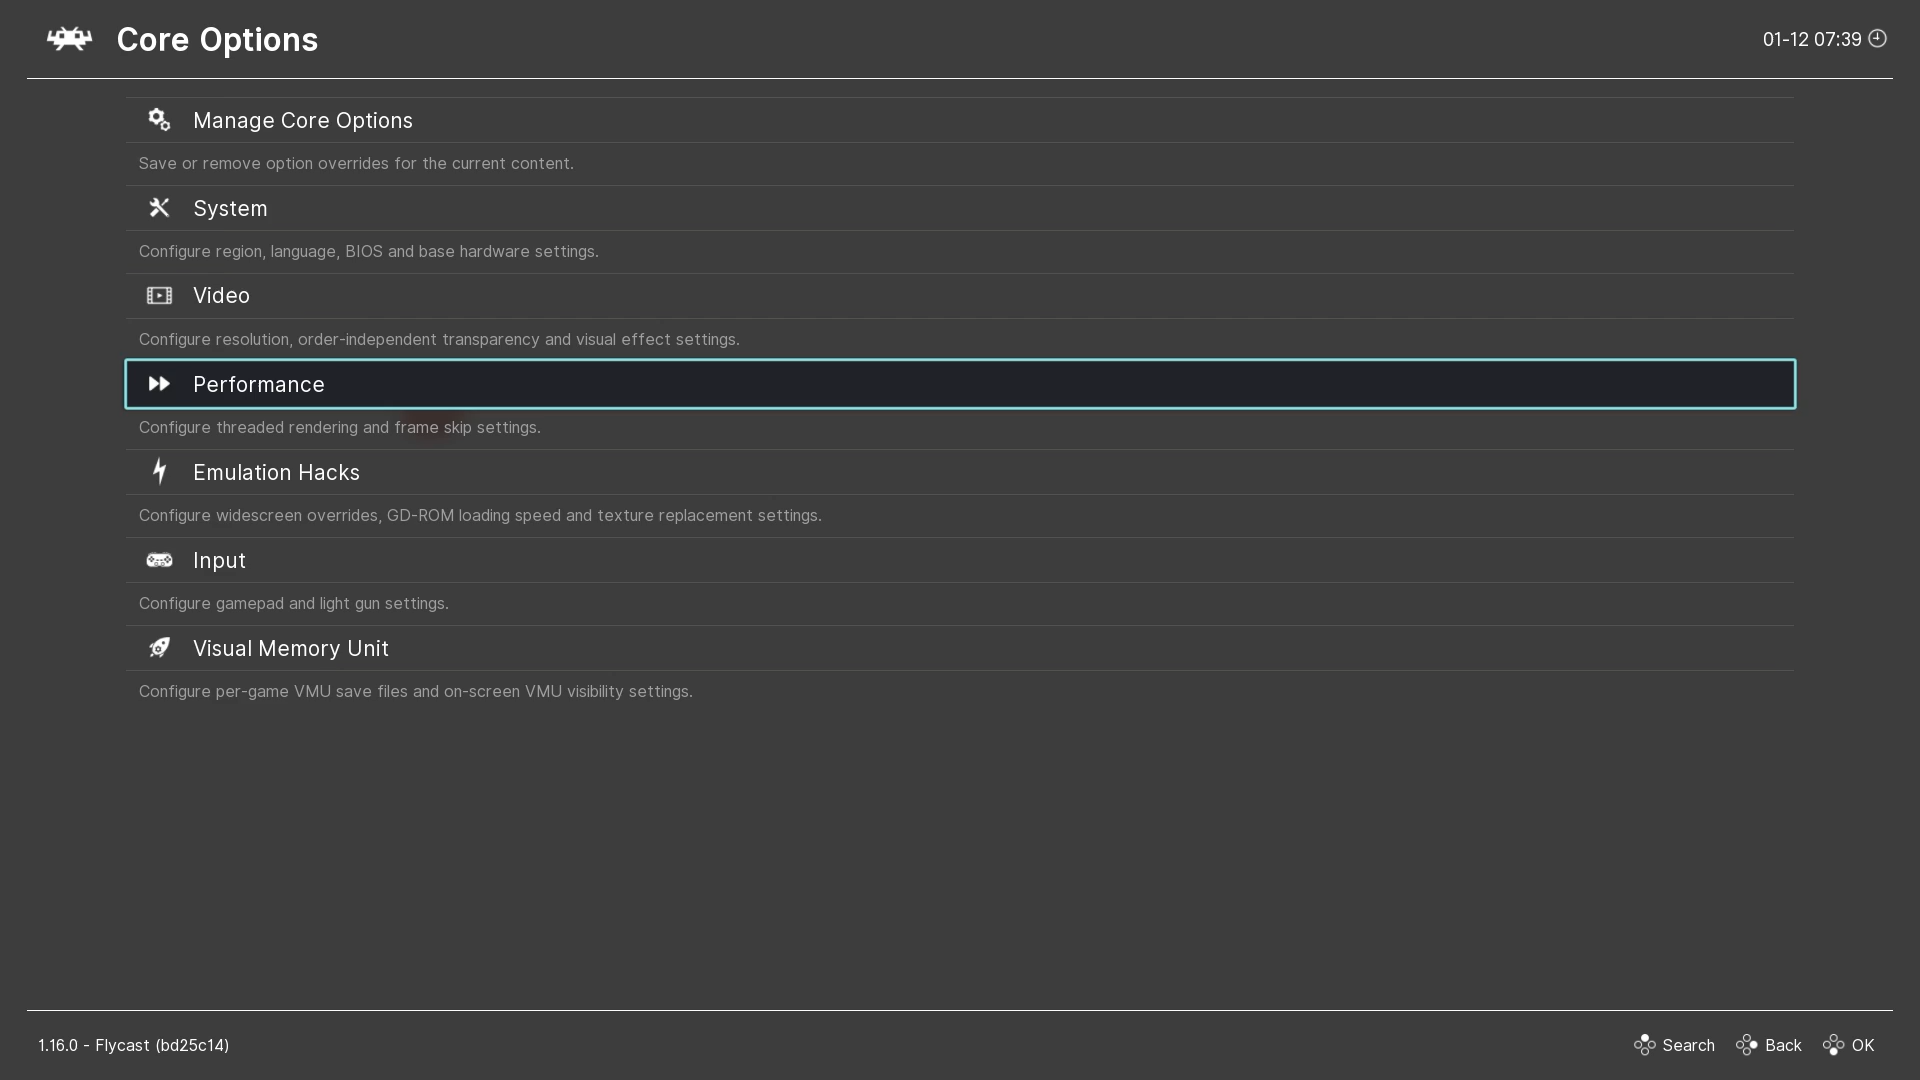 Core Options
01-12 07:39
Manage Core Options
Save or remove option overrides for the current content.
System
Configure region, language, BIOS and base hardware settings.
Video
Configure resolution, order-independent transparency and visual effect settings.
Performance
Configure threaded rendering and frame skip settings.
Emulation Hacks
Configure widescreen overrides, GD-ROM loading speed and texture replacement settings.
Input
Configure gamepad and light gun settings.
Visual Memory Unit
Configure per-game VMU save files and on-screen VMU visibility settings.
1.16.0 - Flycast (bd25c14)
Search Back OK